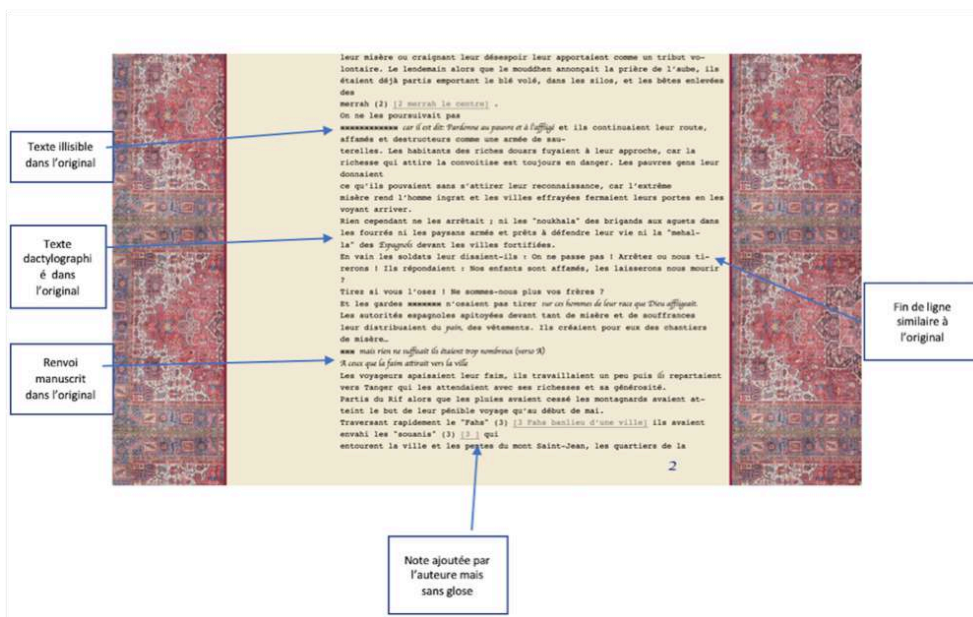 leur misère ou craignant leur désespoir leur apportaient comme un tribut vo-
lontaire. Le lendemain alors que le mouddhen annonçait la prière de l'aube, ils
étaient déjà partis emportant le blé volé, dans les silos, et les bêtes enlevées
des
merrah (2) [2 merrah le centre] .
On ne les poursuivait pas
************ car il est dit: Pardonne au pauvre et à l'affligé et ils continuaient leur route,
affamés et destructeurs comme une armée de sau-
terelles. Les habitants des riches douars fuyaient à leur approche, car la
richesse qui attire la convoitise est toujours en danger. Les pauvres gens leur
donnaient
ce qu'ils pouvaient sans s'attirer leur reconnaissance, car l'extrême
misère rend l'homme ingrat et les villes effrayées fermaient leurs portes en les
voyant arriver.
Rien cependant ne les arrêtait ; ni les "noukhala" des brigands aux aguets dans
les fourrés ni les paysans armés et prêts à défendre leur vie ni la "mehal-
la" des Espagnols devant les villes fortifiées.
En vain les soldats leur disaient-ils : On ne passe pas ! Arrêtez ou nous ti-
rerons ! Ils répondaient : Nos enfants sont affamés, les laisserons nous mourir
?
Tirez si vous l'osez ! Ne sommes-nous plus vos frères ?
Et les gardes ******* n'osaient pas tirer sur ces hommes de leur race que Dieu affligeait.
Les autorités espagnoles apitoyées devant tant de misère et de souffrances
leur distribuaient du pain, des vêtements. Ils créaient pour eux des chantiers
de misère…
*** mais rien ne suffisait ils étaient trop nombreux (verso A)
A ceux que la faim attirait vers la ville
Les voyageurs apaisaient leur faim, ils travaillaient un peu puis ils repartaient
vers Tanger qui les attendaient avec ses richesses et sa générosité.
Partis du Rif alors que les pluies avaient cessé les montagnards avaient at-
teint le but de leur pénible voyage qu'au début de mai.
Traversant rapidement le "Fahs" (3) [3 Fahs banlieu d'une ville] ils avaient
envahi les "souanis" (3) [3 ] qui
entourent la ville et les pentes du mont Saint-Jean, les quartiers de la
2
Texte illisible
dans l'original
Texte
dactylographi
é dans
l'original
Renvoi
manuscrit
dans l'original
Fin de ligne
similaire à
l'original
Note ajoutée par
l'auteure mais
sans glose